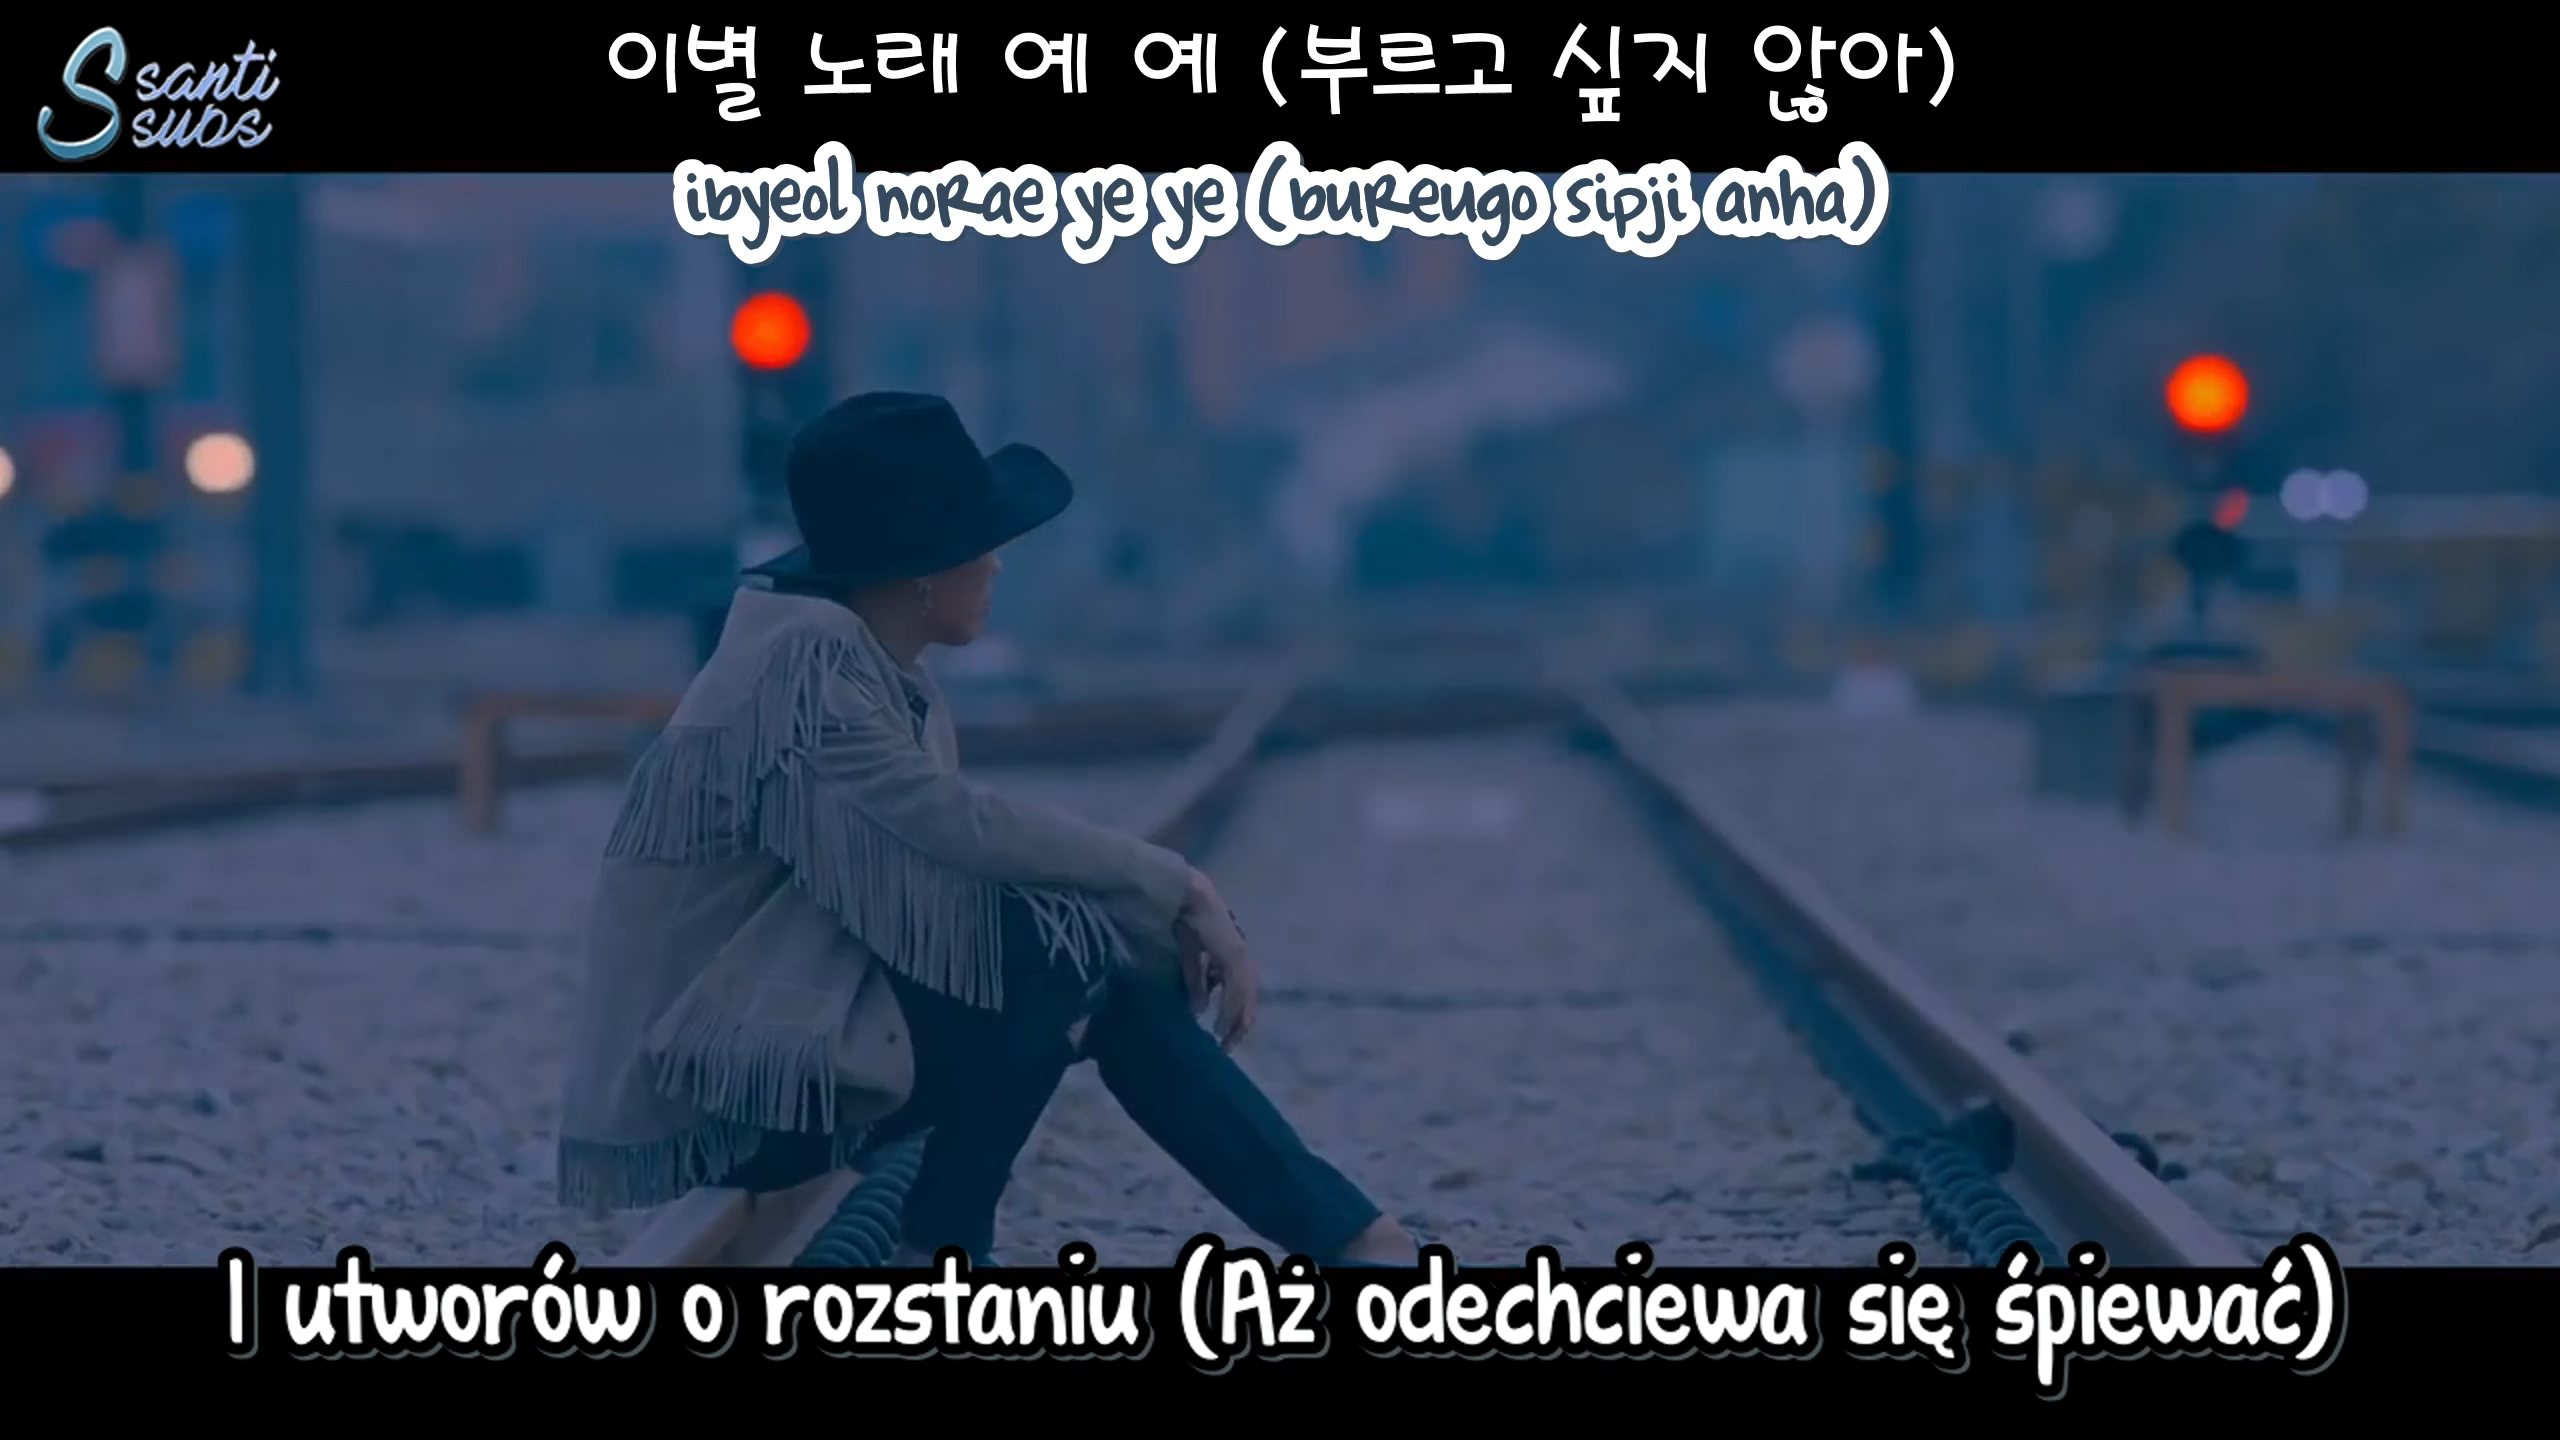 Ssanti
subs
이별 노래 예 예 (부르고 싶지 않아)
ibyeol norae ye ye (bureugo sipji anha)
I utworów o rozstaniu (Aż odechciewa się śpiewać)